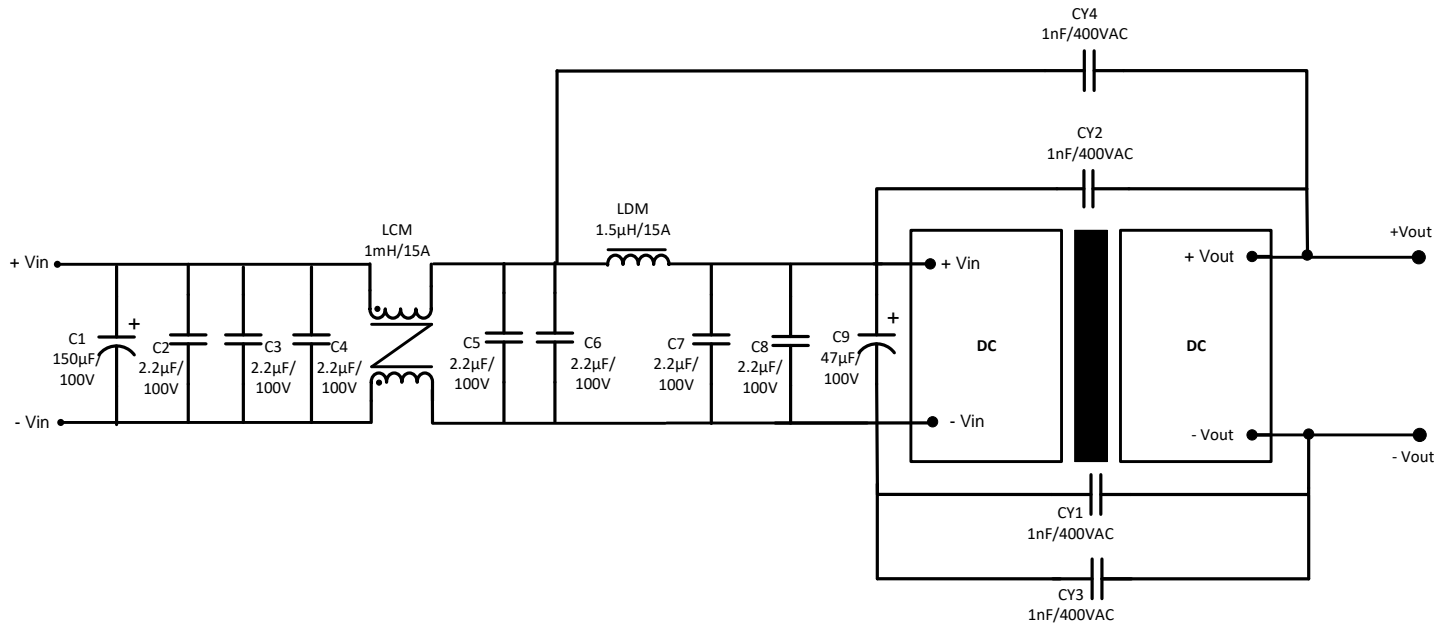 CY4
1nF/400VAC
CY2
1nF/400VAC
LDM
1.5µH/15A
LCM
1mH/15A
+Vout
+ Vin
+ Vin
+ Vout
C1
150µF/
100V
+
C2
2.2µF/
100V
C3
2.2µF/
100V
C4
2.2µF/
100V
C5
2.2µF/
100V
C6
2.2µF/
100V
C7
2.2µF/
100V
C8
2.2µF/
100V
C9
47µF/
100V
+
DC
DC
- Vin
- Vin
- Vout
- Vout
CY1
1nF/400VAC
CY3
1nF/400VAC